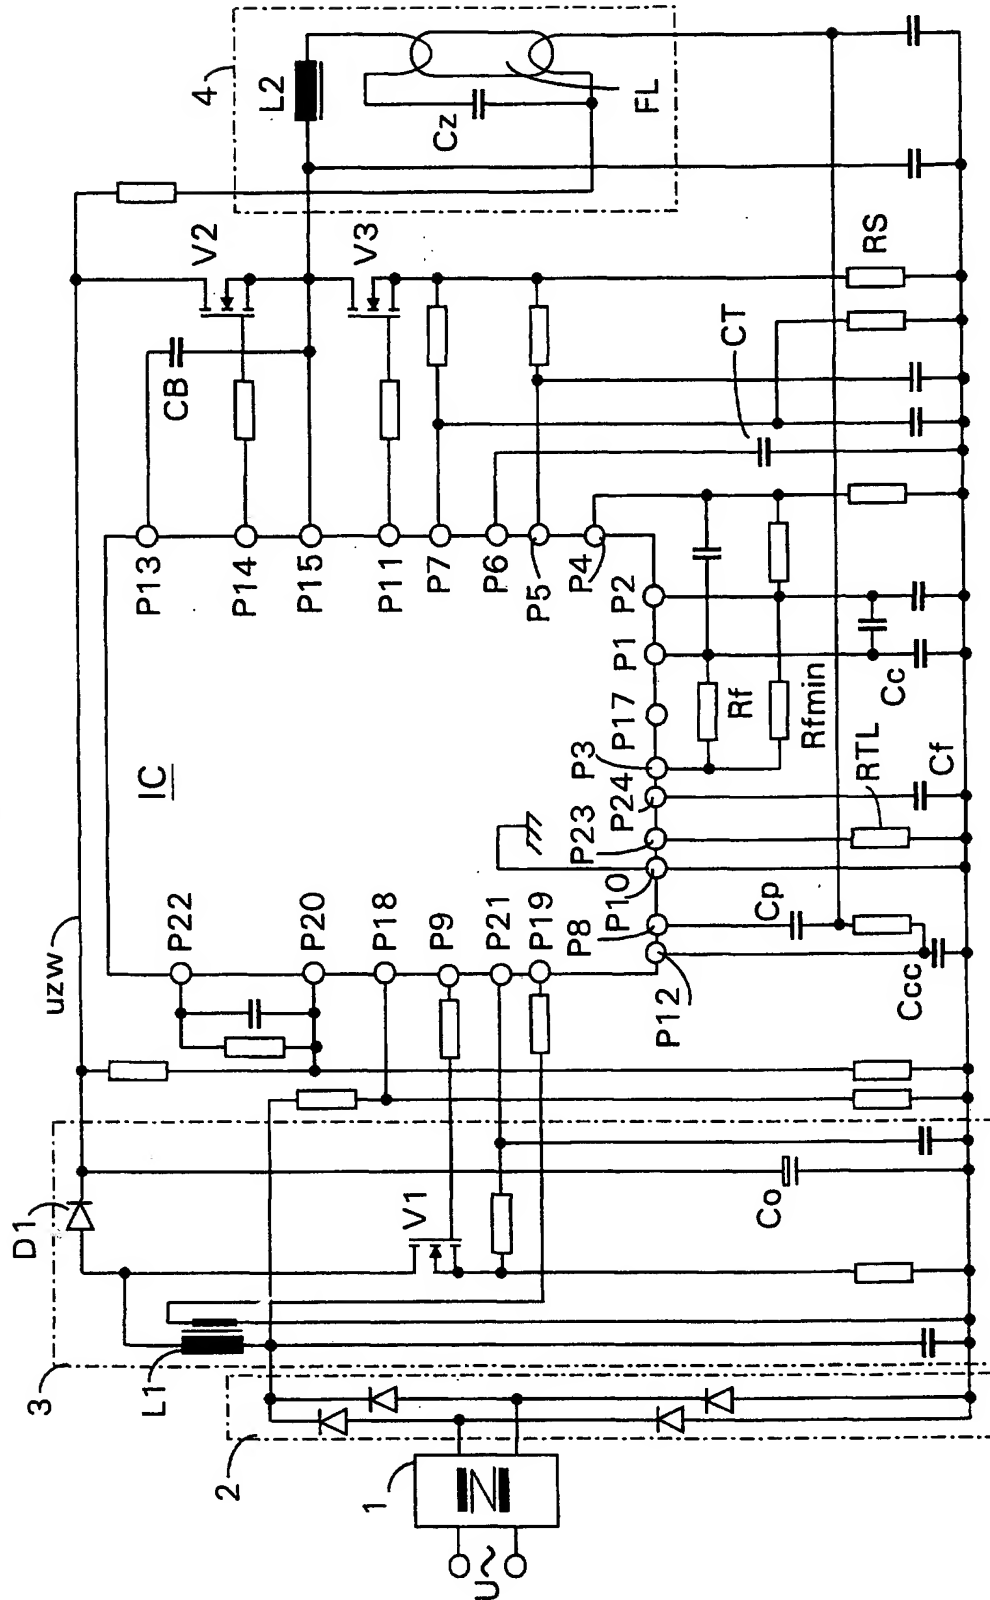 U~
1
2
3
L1
D1
uzw
V1
Co
P22
P20
P18
P9
P21
P19
P12
P8
P10
P23
P24
P3
P17
P1
P2
IC
P13
P14
P15
P11
P7
P6
P5
P4
Ccc
Cp
RTL
Cf
Rfmin
Rf
Cc
CB
V2
V3
CT
RS
4
L2
Cz
FL